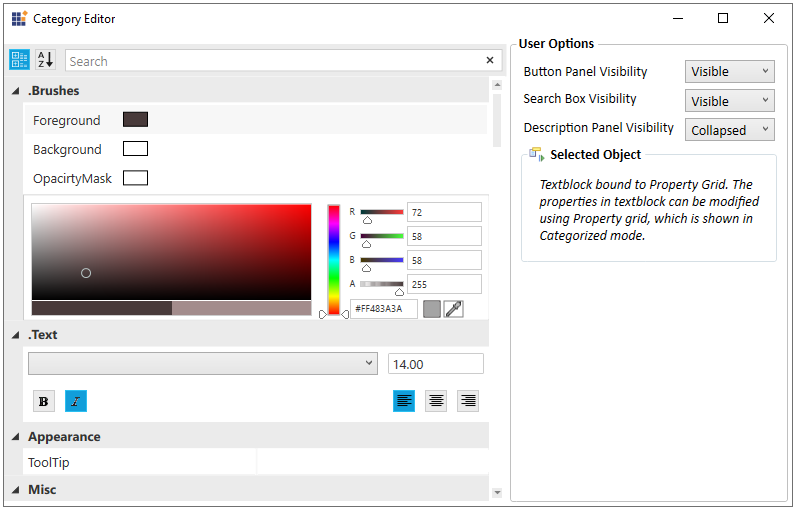 Category Editor
A
Z
Search
.Brushes
Foreground
Background
OpacirtyMask
R 72
G 58
B 58
A 255
#FF483A3A
.Text
14.00
B I
Appearance
ToolTip
Misc
User Options
Button Panel Visibility Visible
Search Box Visibility Visible
Description Panel Visibility Collapsed
Selected Object
Textblock bound to Property Grid. The
properties in textblock can be modified
using Property grid, which is shown in
Categorized mode.